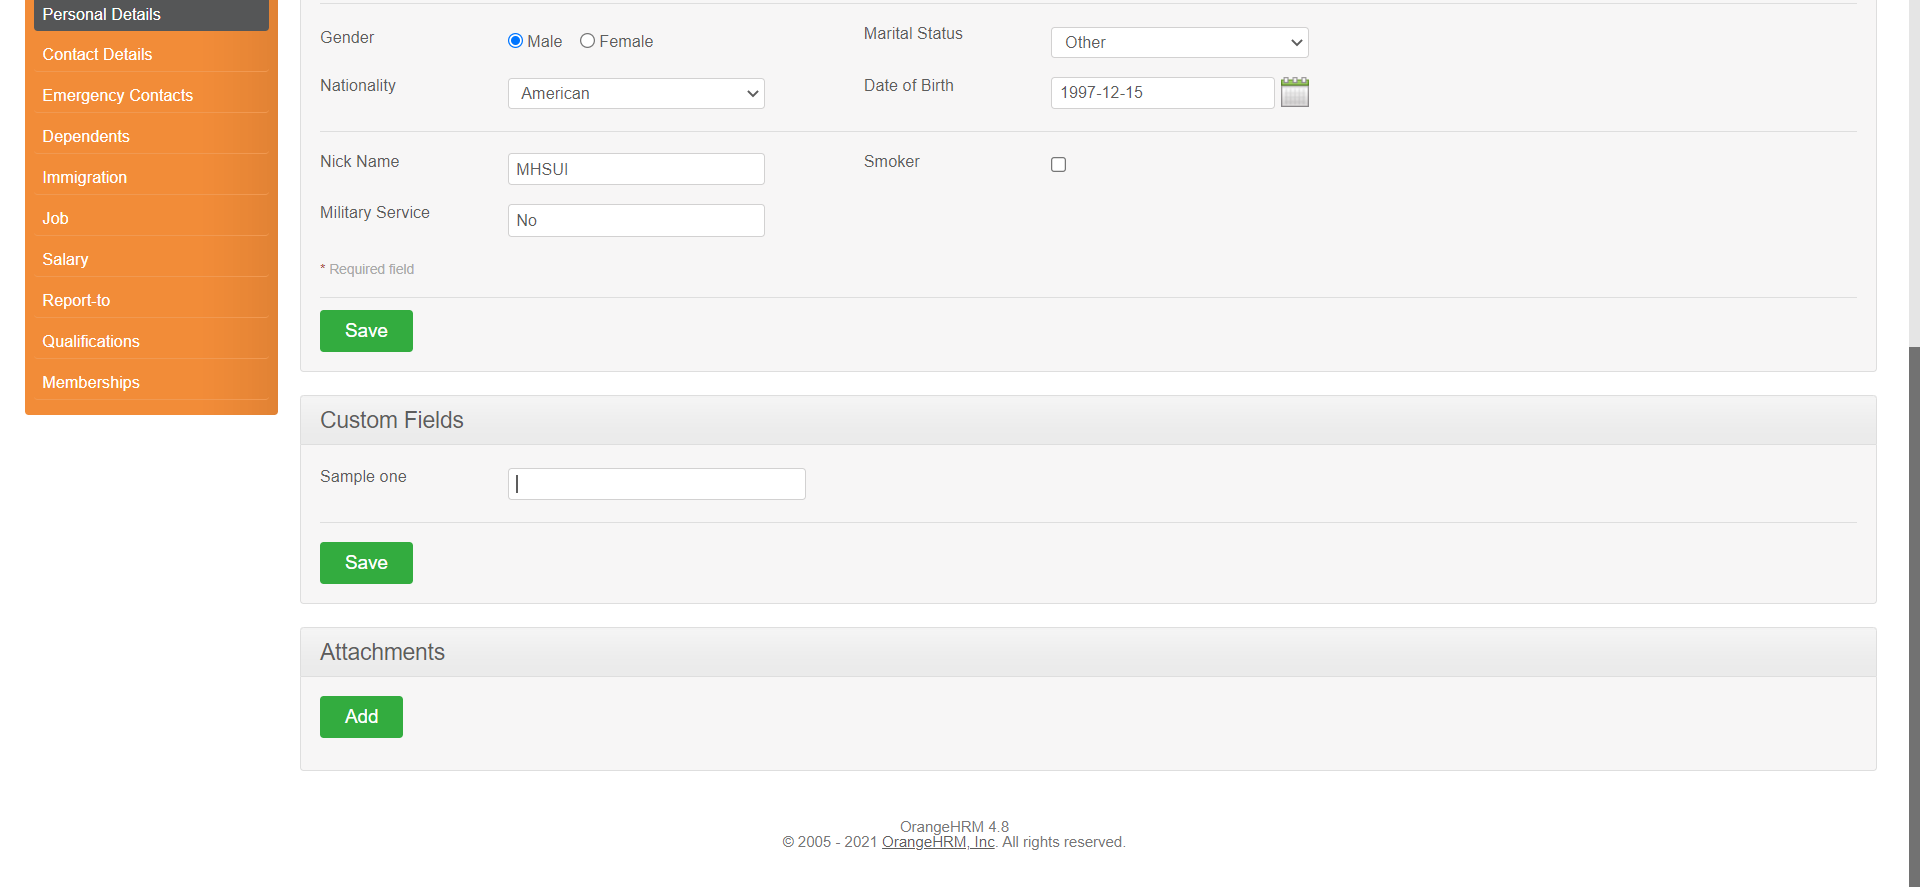 Personal Details
Contact Details
Emergency Contacts
Dependents
Immigration
Job
Salary
Report-to
Qualifications
Memberships
Gender
Male
Female
Marital Status
Other
Nationality
American
Date of Birth
1997-12-15
Nick Name
MHSUI
Smoker
Military Service
No
* Required field
Save
Custom Fields
Sample one
Save
Attachments
Add
OrangeHRM 4.8
© 2005 - 2021 OrangeHRM, Inc. All rights reserved.